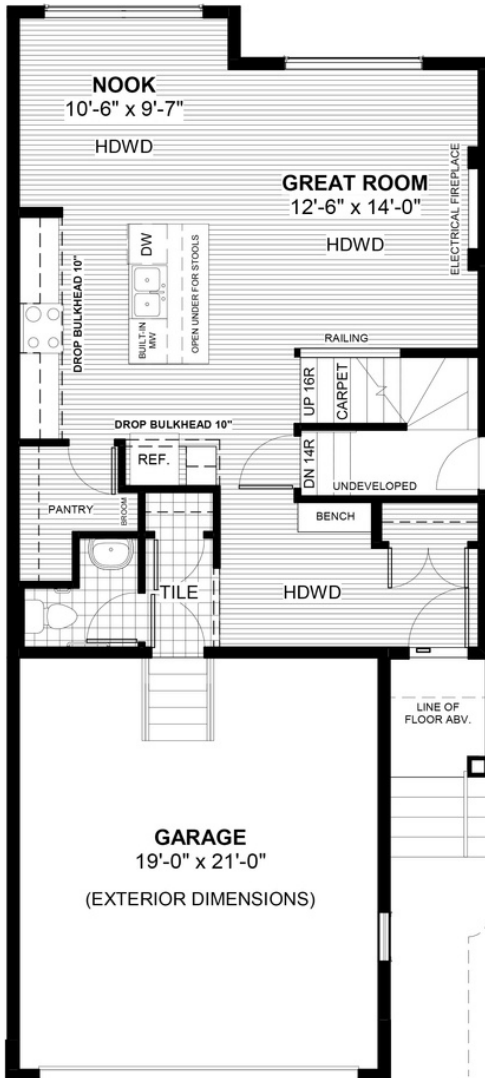 NOOK
10'-6" x 9'-7"
HDWD
GREAT ROOM
12'-6" x 14'-0"
HDWD
ELECTRICAL FIREPLACE
DW
BUILT-IN
MW
OPEN UNDER FOR STOOLS
DROP BULKHEAD 10"
RAILING
UP 16R
CARPET
DROP BULKHEAD 10"
REF.
DN 14R
UNDEVELOPED
PANTRY
BROOM
BENCH
TILE
HDWD
LINE OF
FLOOR ABV.
GARAGE
19'-0" x 21'-0"
(EXTERIOR DIMENSIONS)